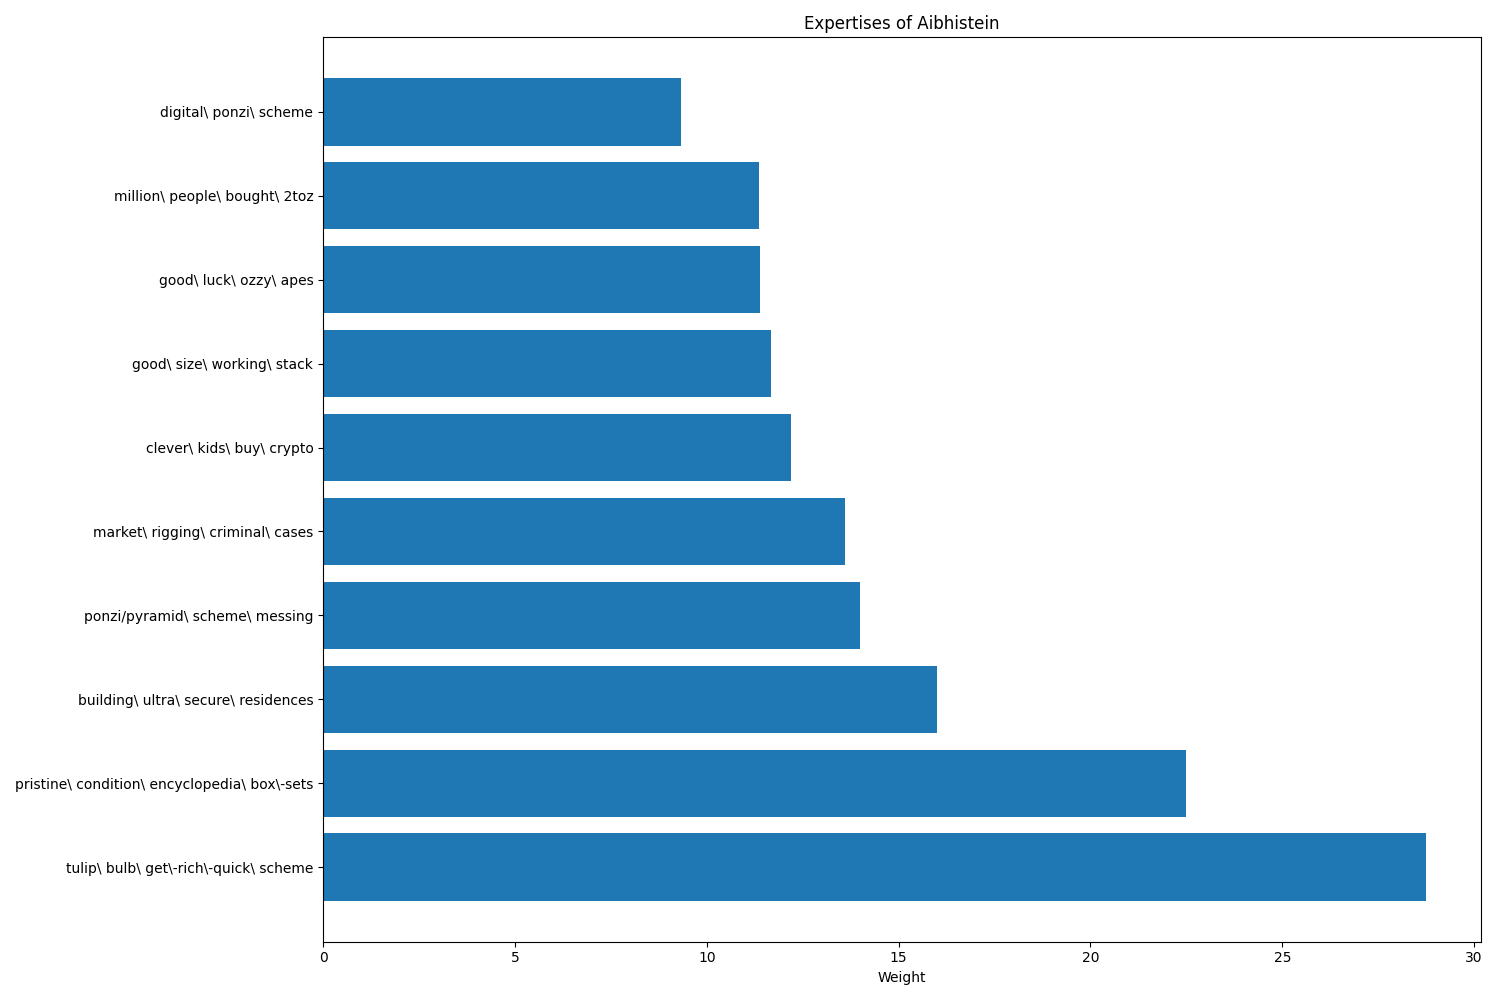 Expertises of Aibhistein
digital\ ponzi\ scheme
million\ people\ bought\ 2toz
good\ luck\ ozzy\ apes
good\ size\ working\ stack
clever\ kids\ buy\ crypto
market\ rigging\ criminal\ cases
ponzi/pyramid\ scheme\ messing
building\ ultra\ secure\ residences
pristine\ condition\ encyclopedia\ box\-sets
tulip\ bulb\ get\-rich\-quick\ scheme
0 5 10 15 20 25 30
Weight